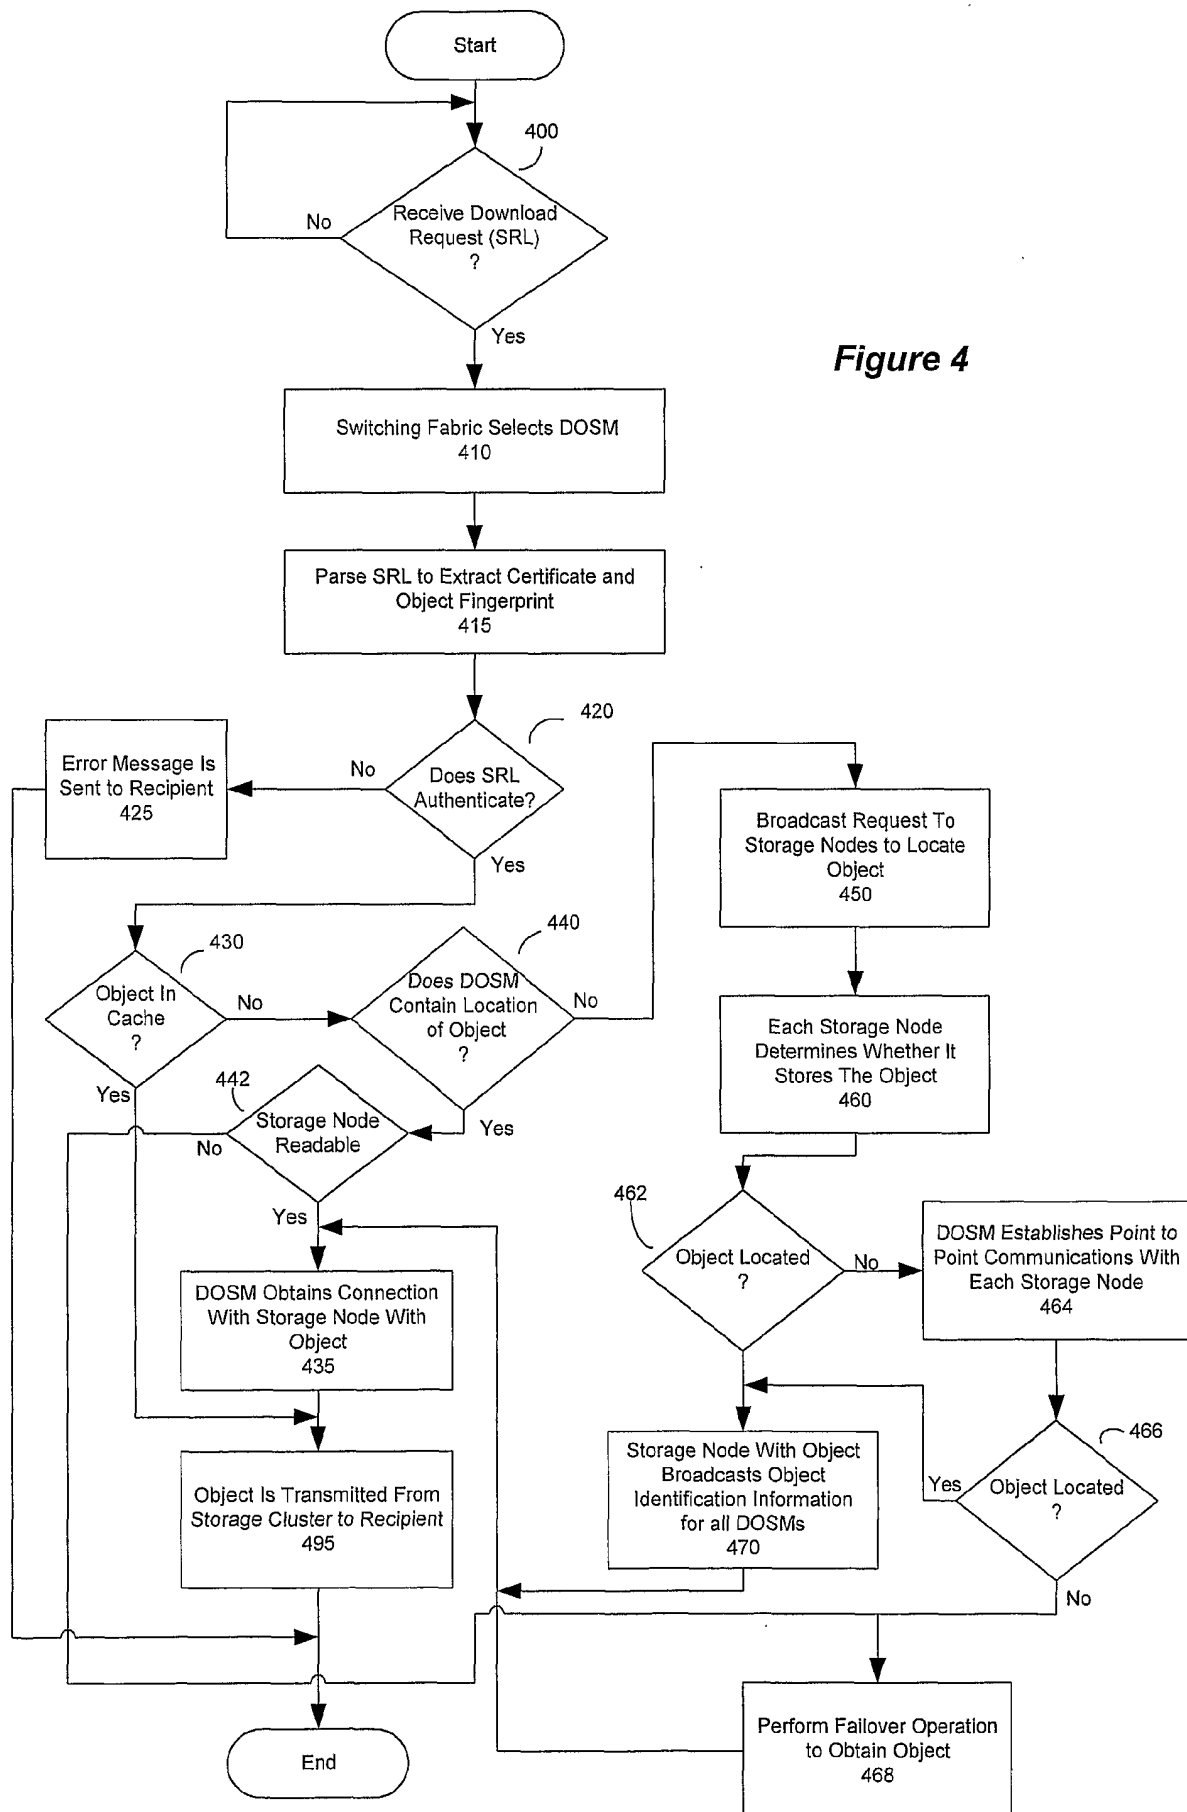 Start
400
Receive Download
Request (SRL)
?
No
Yes
Figure 4
Switching Fabric Selects DOSM
410
Parse SRL to Extract Certificate and
Object Fingerprint
415
420
Does SRL
Authenticate?
No
Yes
Error Message Is
Sent to Recipient
425
Broadcast Request To
Storage Nodes to Locate
Object
450
430
Object In
Cache
?
No
Yes
440
Does DOSM
Contain Location
of Object
?
No
Yes
Each Storage Node
Determines Whether It
Stores The Object
460
442
Storage Node
Readable
No
Yes
462
Object Located
?
No
DOSM Establishes Point to
Point Communications With
Each Storage Node
464
DOSM Obtains Connection
With Storage Node With
Object
435
466
Object Located
?
Yes
No
Storage Node With Object
Broadcasts Object
Identification Information
for all DOSMs
470
Object Is Transmitted From
Storage Cluster to Recipient
495
Perform Failover Operation
to Obtain Object
468
End